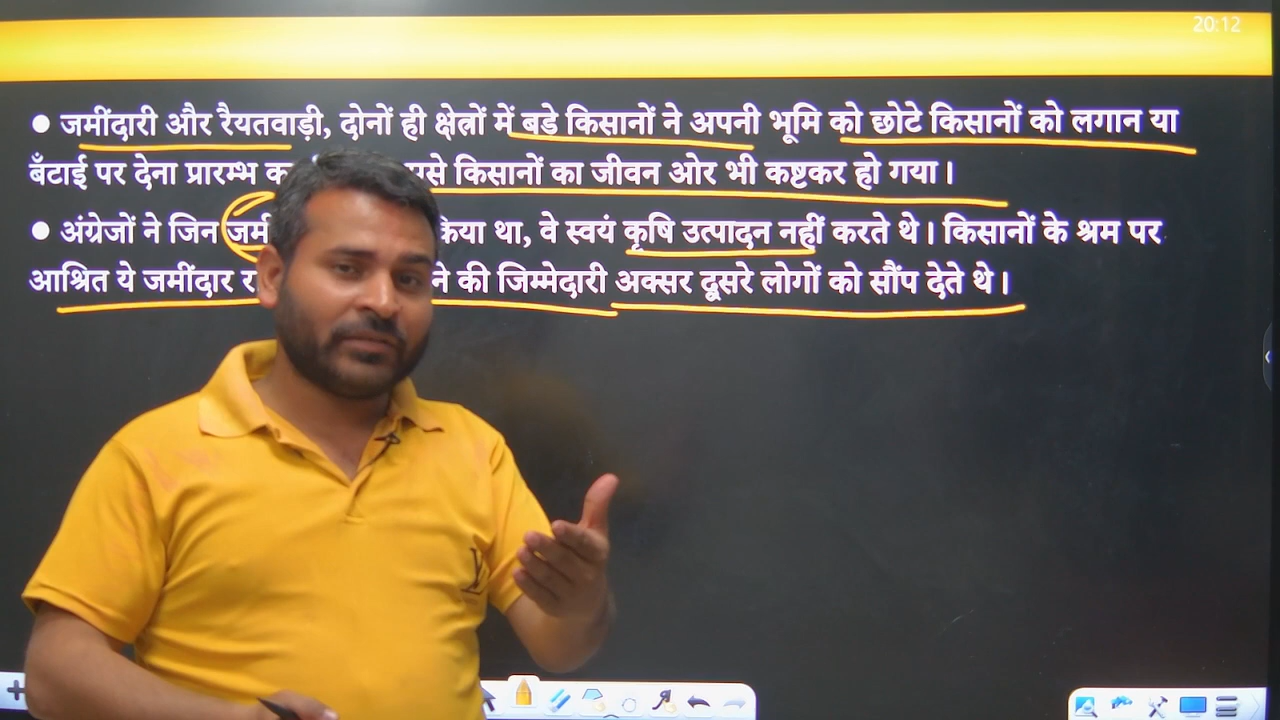 20:12
● जमींदारी और रैयतवाड़ी, दोनों ही क्षेत्रों में बडे किसानों ने अपनी भूमि को छोटे किसानों को लगान या
बँटाई पर देना प्रारम्भ किसानों का जीवन ओर भी कष्टकर हो गया।
● अंग्रेजों ने जिन था, वे स्वयं कृषि उत्पादन नहीं करते थे। किसानों के श्रम पर
आश्रित ये जमींदार की जिम्मेदारी अक्सर दूसरे लोगों को सौंप देते थे।